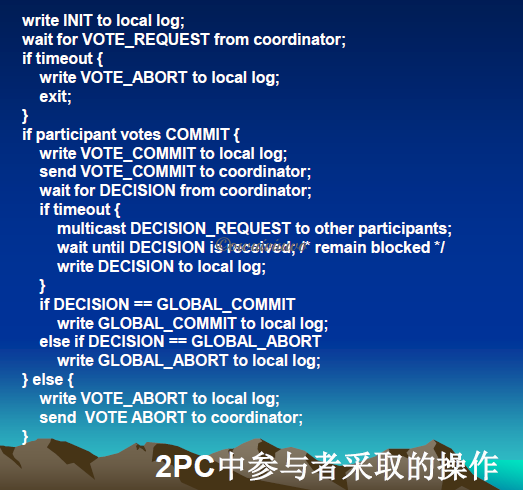 write INIT to local log;
wait for VOTE_REQUEST from coordinator;
if timeout {
write VOTE_ABORT to local log;
exit;
}
if participant votes COMMIT {
write VOTE_COMMIT to local log;
send VOTE_COMMIT to coordinator;
wait for DECISION from coordinator;
if timeout {
multicast DECISION_REQUEST to other participants;
wait until DECISION is received; /* remain blocked */
write DECISION to local log;
}
if DECISION == GLOBAL_COMMIT
write GLOBAL_COMMIT to local log;
else if DECISION == GLOBAL_ABORT
write GLOBAL_ABORT to local log;
} else {
write VOTE_ABORT to local log;
send VOTE ABORT to coordinator;
}
2PC中参与者采取的操作